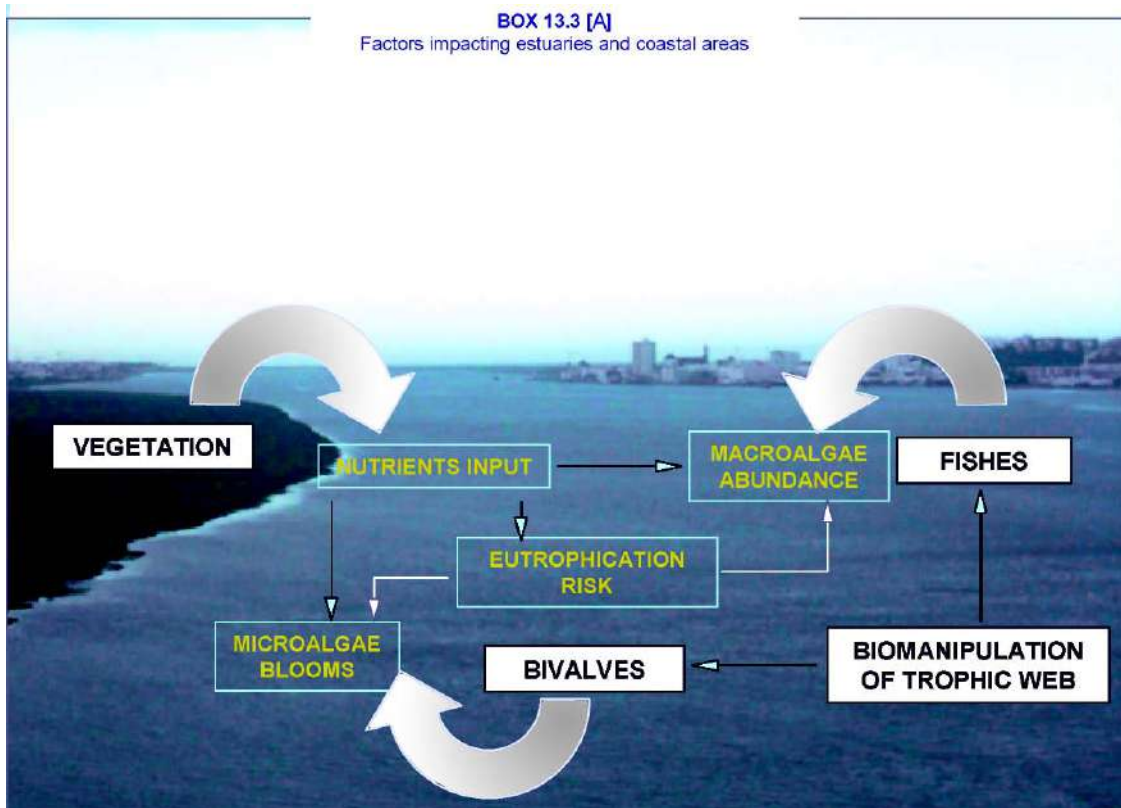 BOX 13.3 [A]
Factors impacting estuaries and coastal areas
VEGETATION
NUTRIENTS INPUT
MACROALGAE
ABUNDANCE
FISHES
EUTROPHICATION
RISK
MICROALGAE
BLOOMS
BIVALVES
BIOMANIPULATION
OF TROPHIC WEB